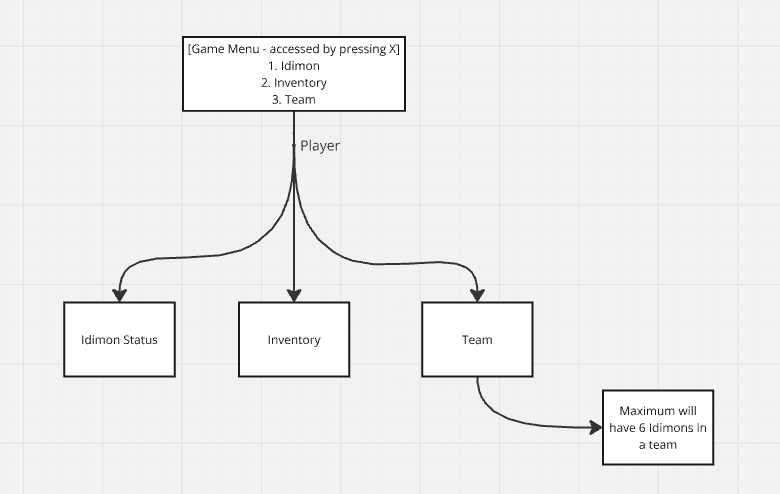 [Game Menu - accessed by pressing X]
1. Idimon
2. Inventory
3. Team
Player
Idimon Status
Inventory
Team
Maximum will
have 6 Idimons in
a team